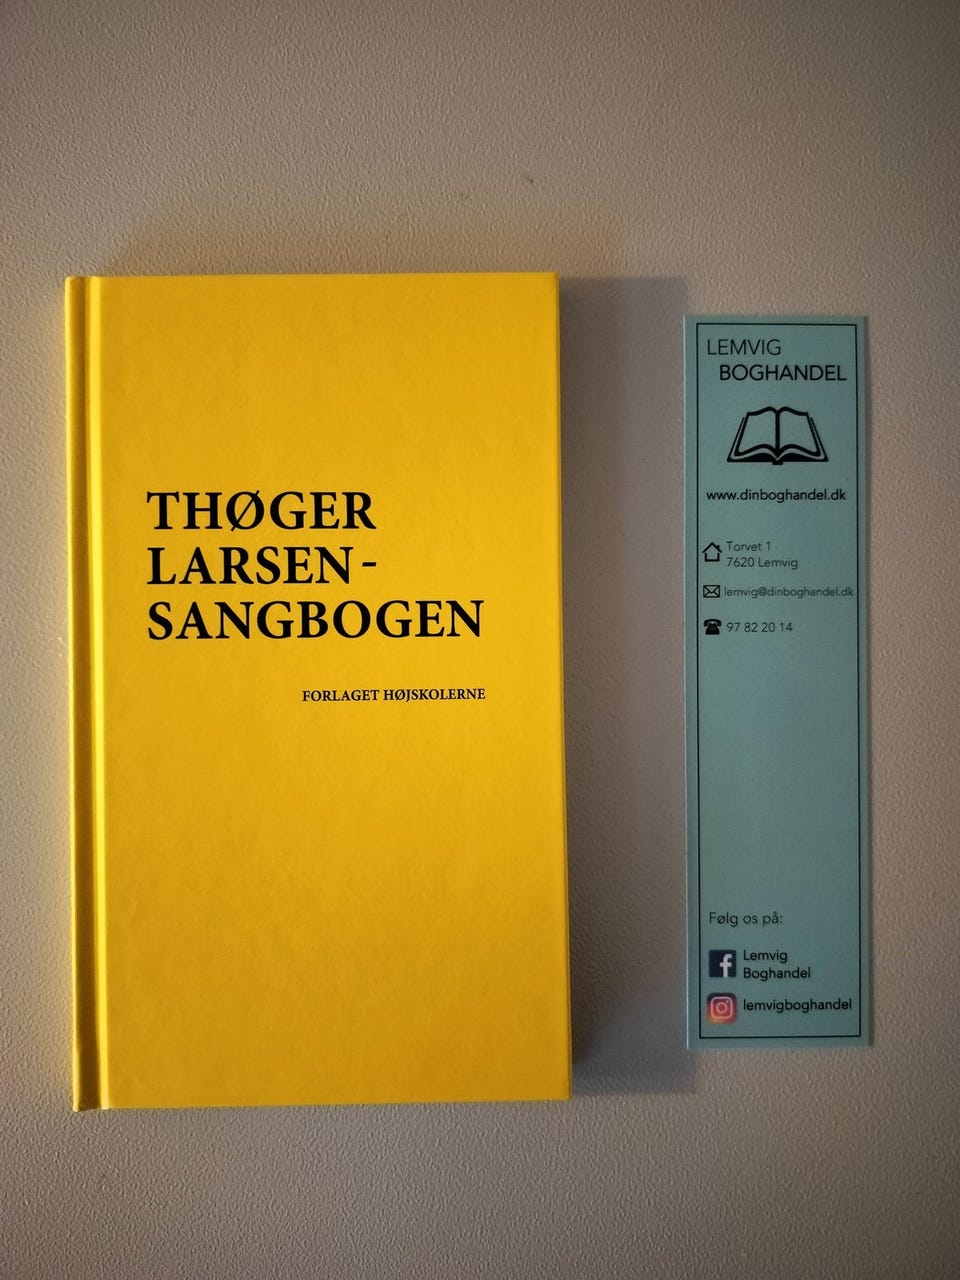 THØGER
LARSEN-
SANGBOGEN
FORLAGET HØJSKOLERNE
LEMVIG
BOGHANDEL
www.dinboghandel.dk
Torvet 1
7620 Lemvig
lemvig@dinboghandel.dk
97 82 20 14
Følg os på:
Lemvig
Boghandel
lemvigboghandel